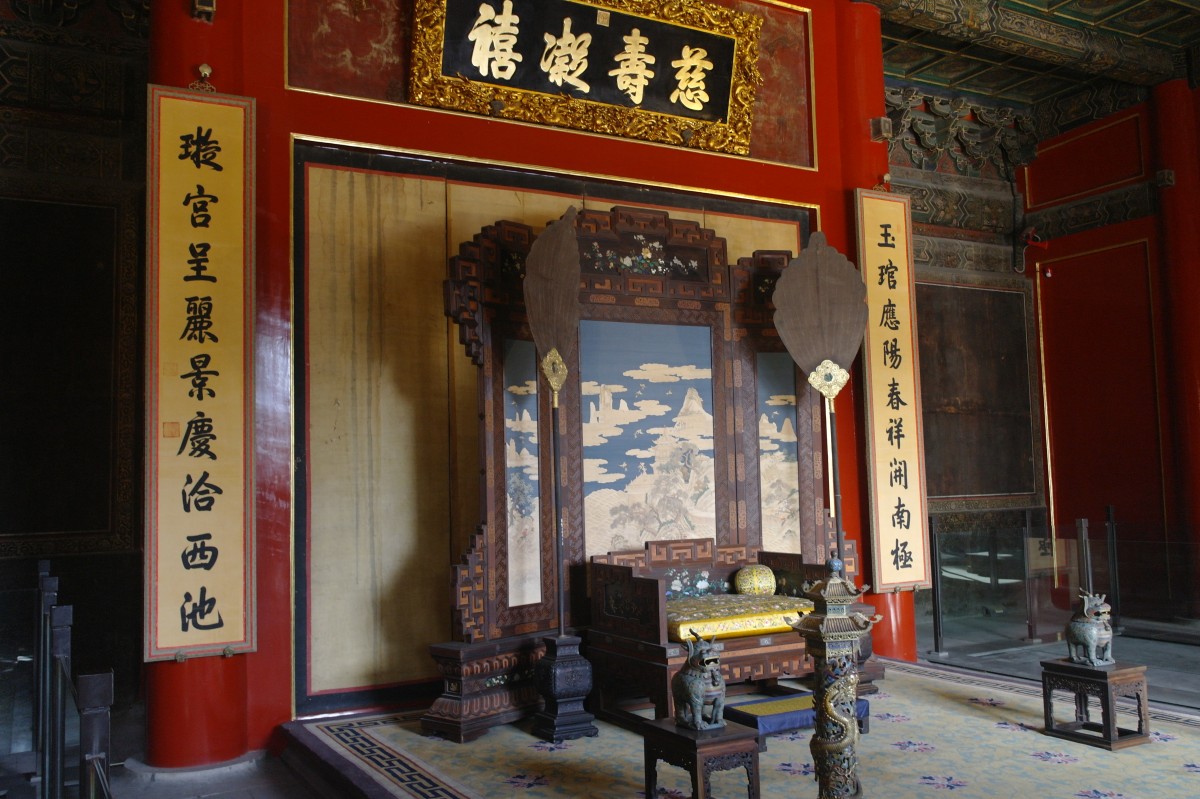 慈壽凝禧
玉琯應陽春祥開南極
璇宮呈麗景慶洽西池